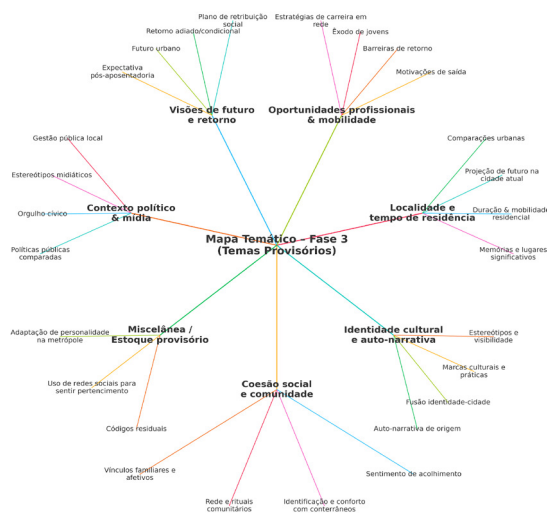 Plano de retribuição
social
Estratégias de carreira em
rede
Retorno adiado/condicional
Êxodo de jovens
Futuro urbano
Barreiras de retorno
Expectativa
pós-aposentadoria
Motivações de saída
Visões de futuro
e retorno
Oportunidades profissionais
& mobilidade
Gestão pública local
Comparações urbanas
Estereótipos midiáticos
Projeção de futuro na
cidade atual
Orgulho cívico
Contexto político
& mídia
Localidade e
tempo de residência
Duração & mobilidade
residencial
Políticas públicas
comparadas
Memórias e lugares
significativos
Mapa Temático - Fase 3
(Temas Provisórios)
Adaptação de personalidade
na metrópole
Miscelânea /
Estoque provisório
Identidade cultural
e auto-narrativa
Estereótipos e
visibilidade
Uso de redes sociais para
sentir pertencimento
Marcas culturais e
práticas
Coesão social
e comunidade
Fusão identidade-cidade
Códigos residuais
Auto-narrativa de origem
Vínculos familiares e
afetivos
Sentimento de acolhimento
Rede e rituais
comunitários
Identificação e conforto
com conterrâneos